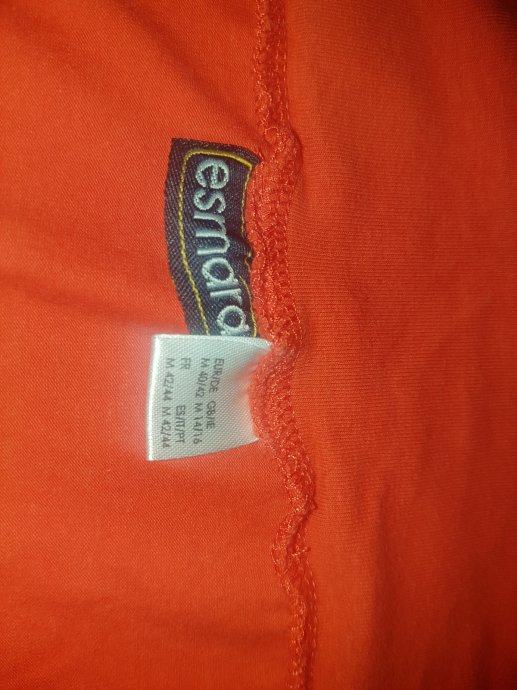 esmara
EUR/DE GB/IE
M 40/42 M 14/16
FR ES/IT/PT
M 42/44 M 42/44